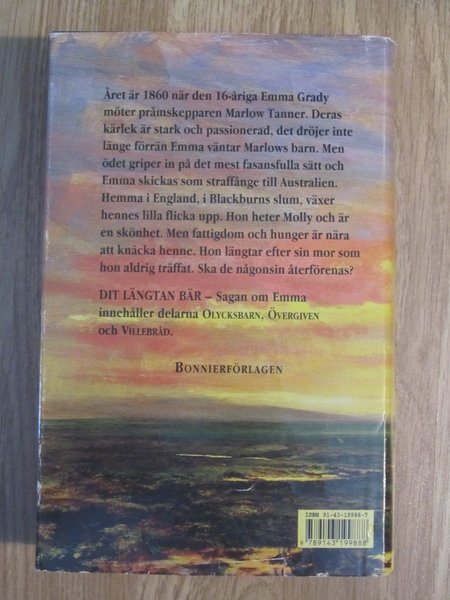 Året är 1860 när den 16-åriga Emma Grady
möter pråmskepparen Marlow Tanner. Deras
kärlek är stark och passionerad, det dröjer inte
länge förrän Emma väntar Marlows barn. Men
ödet griper in på det mest fasansfulla sätt och
Emma skickas som straffånge till Australien.
Hemma i England, i Blackburns slum, växer
hennes lilla flicka upp. Hon heter Molly och är
en skönhet. Men fattigdom och hunger är nära
att knäcka henne. Hon längtar efter sin mor som
hon aldrig träffat. Ska de någonsin återförenas?
DIT LÄNGTAN BÄR – Sagan om Emma
innehåller delarna OLYCKSBARN, ÖVERGIVEN
och VILLEBRÅD.
BONNIERFÖRLAGEN
ISBN 91-43-19988-7
9 789143 199888